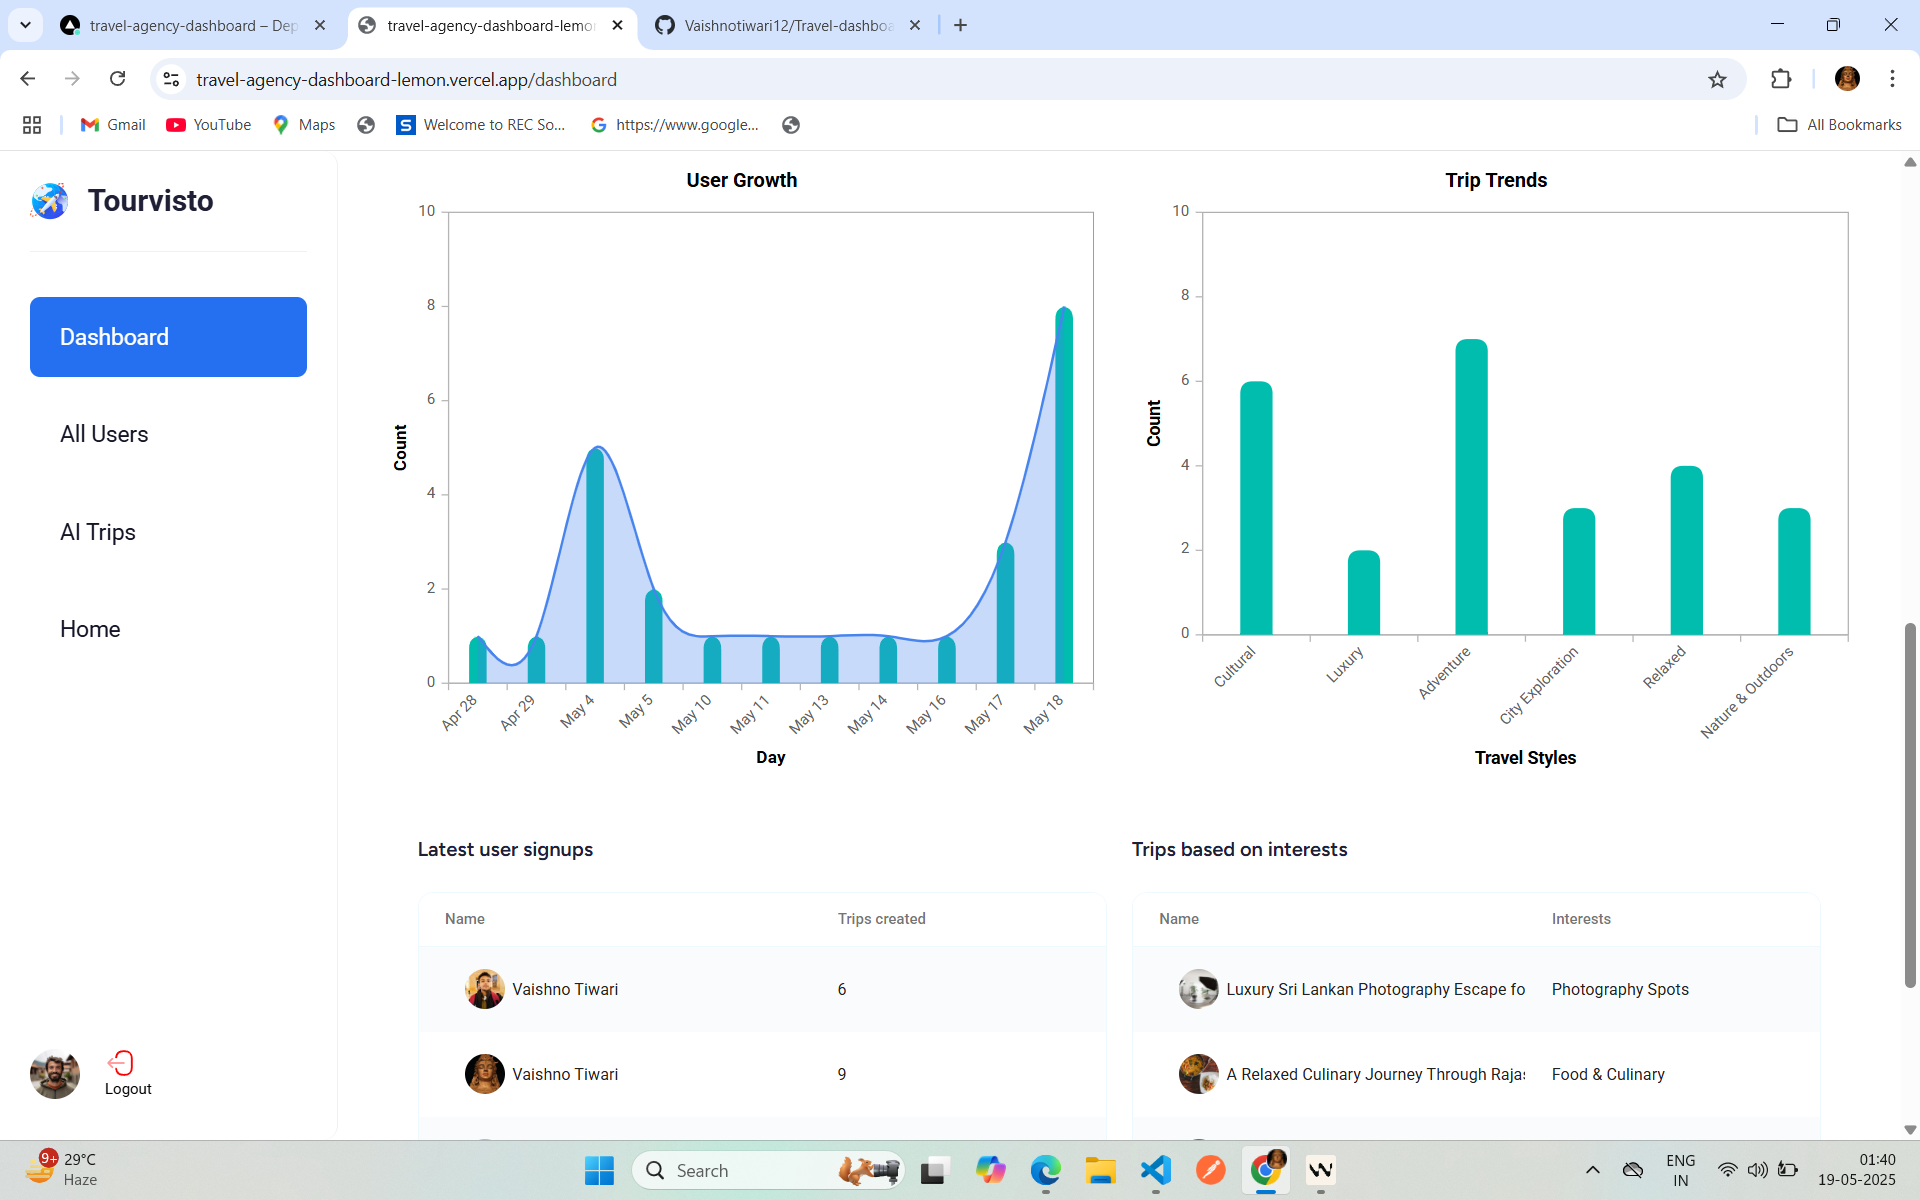 travel-agency-dashboard – Dep
travel-agency-dashboard-lemon
Vaishnotiwari12/Travel-dashboa
travel-agency-dashboard-lemon.vercel.app/dashboard
Gmail
YouTube
Maps
S
Welcome to REC So...
https://www.google...
All Bookmarks
Tourvisto
Dashboard
All Users
AI Trips
Home
Logout
User Growth
10
8
6
4
2
0
Count
Apr 28
Apr 29
May 4
May 5
May 10
May 11
May 13
May 14
May 16
May 17
May 18
Day
Trip Trends
10
8
6
4
2
0
Count
Cultural
Luxury
Adventure
City Exploration
Relaxed
Nature & Outdoors
Travel Styles
Latest user signups
Name Trips created
Vaishno Tiwari 6
Vaishno Tiwari 9
Trips based on interests
Name Interests
Luxury Sri Lankan Photography Escape fo Photography Spots
A Relaxed Culinary Journey Through Rajas Food & Culinary
9+
29°C
Haze
Search
ENG
IN
01:40
19-05-2025